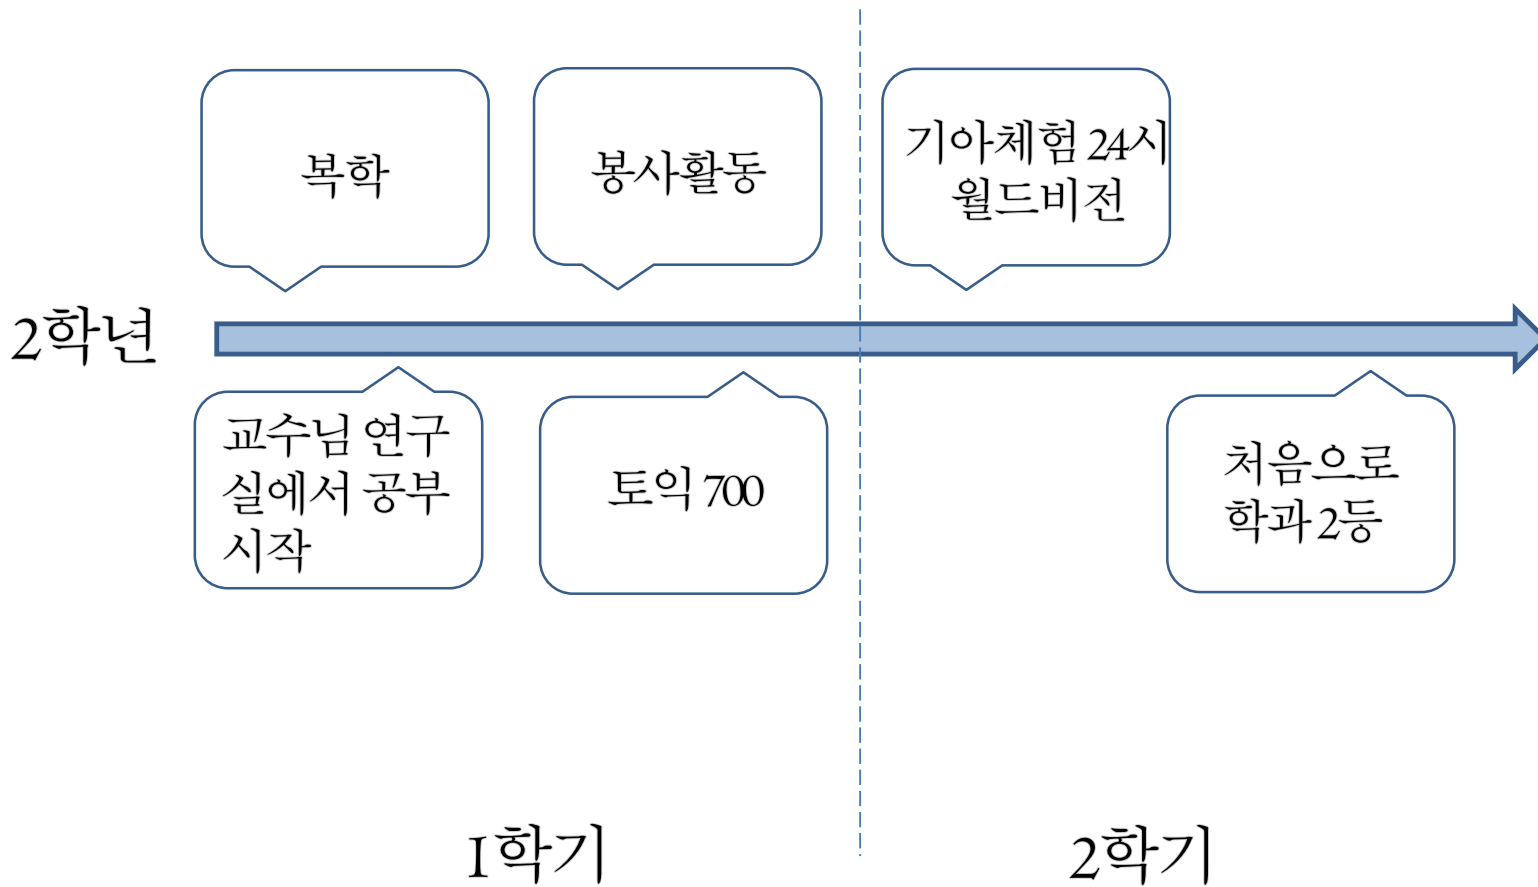 복학
봉사활동
기아체험 24시
월드비전
2학년
교수님 연구
실에서 공부
시작
토익 700
처음으로
학과 2등
1학기
2학기